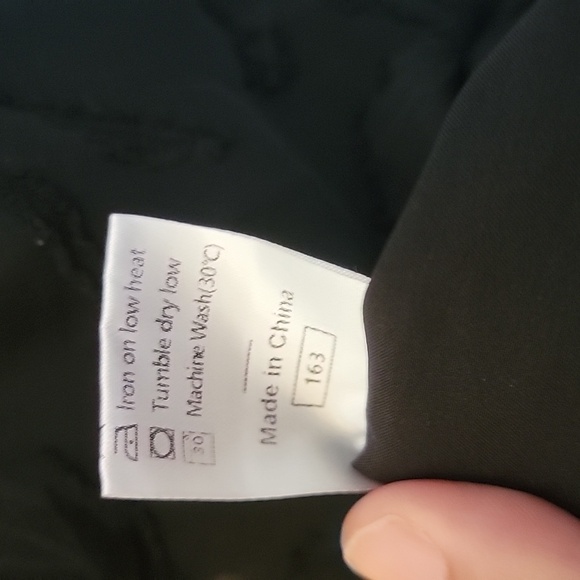 Iron on low heat
Tumble dry low
30 Machine Wash(30°C)
Made in China
163